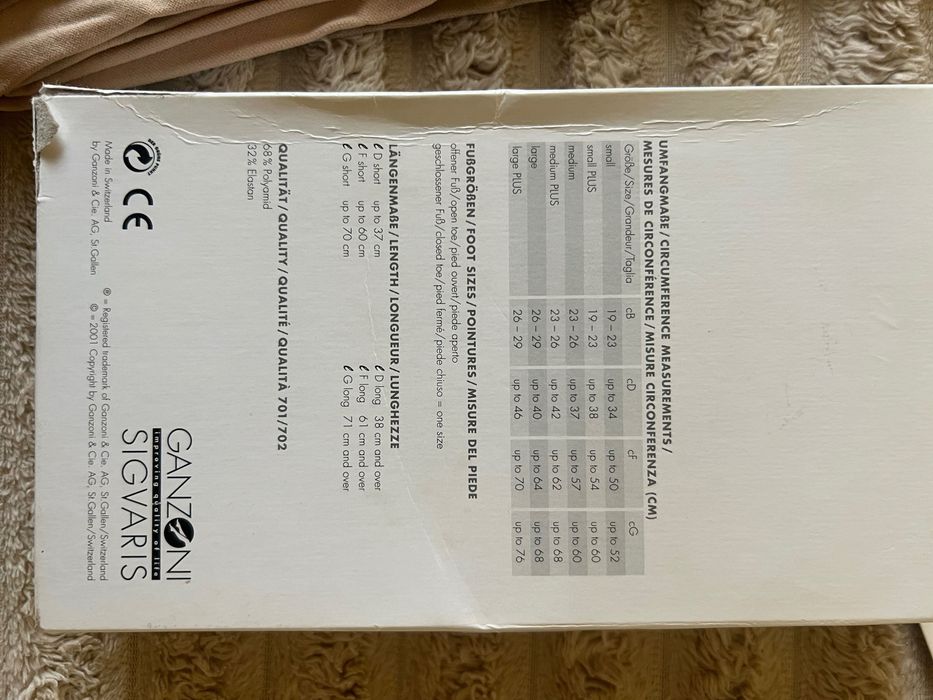 UMFANGMAßE / CIRCUMFERENCE MEASUREMENTS /
MESURES DE CIRCONFÉRENCE / MISURE CIRCONFERENZA (CM)
Größe/Size/Grandeur/Taglia cB cD cF cG
small 19 – 23 up to 34 up to 50 up to 52
small PLUS 19 – 23 up to 38 up to 54 up to 60
medium 23 – 26 up to 37 up to 57 up to 60
medium PLUS 23 – 26 up to 42 up to 62 up to 68
large 26 – 29 up to 40 up to 64 up to 68
large PLUS 26 – 29 up to 46 up to 70 up to 76
FUßGRÖßEN / FOOT SIZES / POINTURES / MISURE DEL PIEDE
offener Fuß/open toe/pied ouvert/piede aperto
geschlossener Fuß/closed toe/pied fermé/piede chiuso = one size
LÄNGENMAßE / LENGTH / LONGUEUR / LUNGHEZZE
ℓ D short up to 37 cm ℓ D long 38 cm and over
ℓ F short up to 60 cm ℓ F long 61 cm and over
ℓ G short up to 70 cm ℓ G long 71 cm and over
QUALITÄT / QUALITY / QUALITÉ / QUALITÀ 701/702
68% Polyamid
32% Elastan
DER GRÜNE PUNKT
CE
GANZONI
improving quality of life
SIGVARIS
Made in Switzerland ® = Registered trademark of Ganzoni & Cie. AG, St.Gallen/Switzerland
by Ganzoni & Cie. AG, St.Gallen © = 2001 Copyright by Ganzoni & Cie. AG, St.Gallen/Switzerland